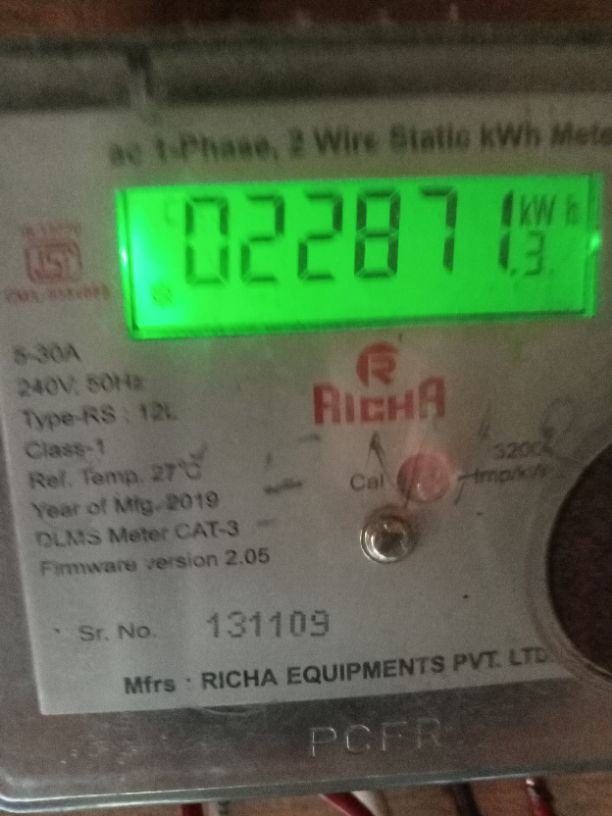 ac 1-Phase, 2 Wire Static kWh Mete
022871.3 kWh
ISI
5-30A
240V, 50Hz
Type-RS : 12L
Class-1
Ref. Temp. 27°C
Year of Mfg. 2019
DLMS Meter CAT-3
Firmware version 2.05
R
RICHA
Cal
3200
Imp/k
Sr. No. 131109
Mfrs : RICHA EQUIPMENTS PVT. LTD